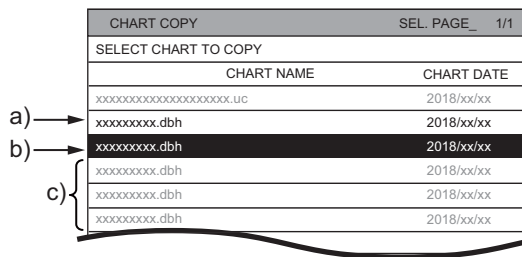 CHART COPY SEL. PAGE_ 1/1
SELECT CHART TO COPY
CHART NAME CHART DATE
xxxxxxxxxxxxxxxxxxxx.uc 2018/xx/xx
a) xxxxxxxxx.dbh 2018/xx/xx
b) xxxxxxxxx.dbh 2018/xx/xx
xxxxxxxxx.dbh 2018/xx/xx
c) xxxxxxxxx.dbh 2018/xx/xx
xxxxxxxxx.dbh 2018/xx/xx